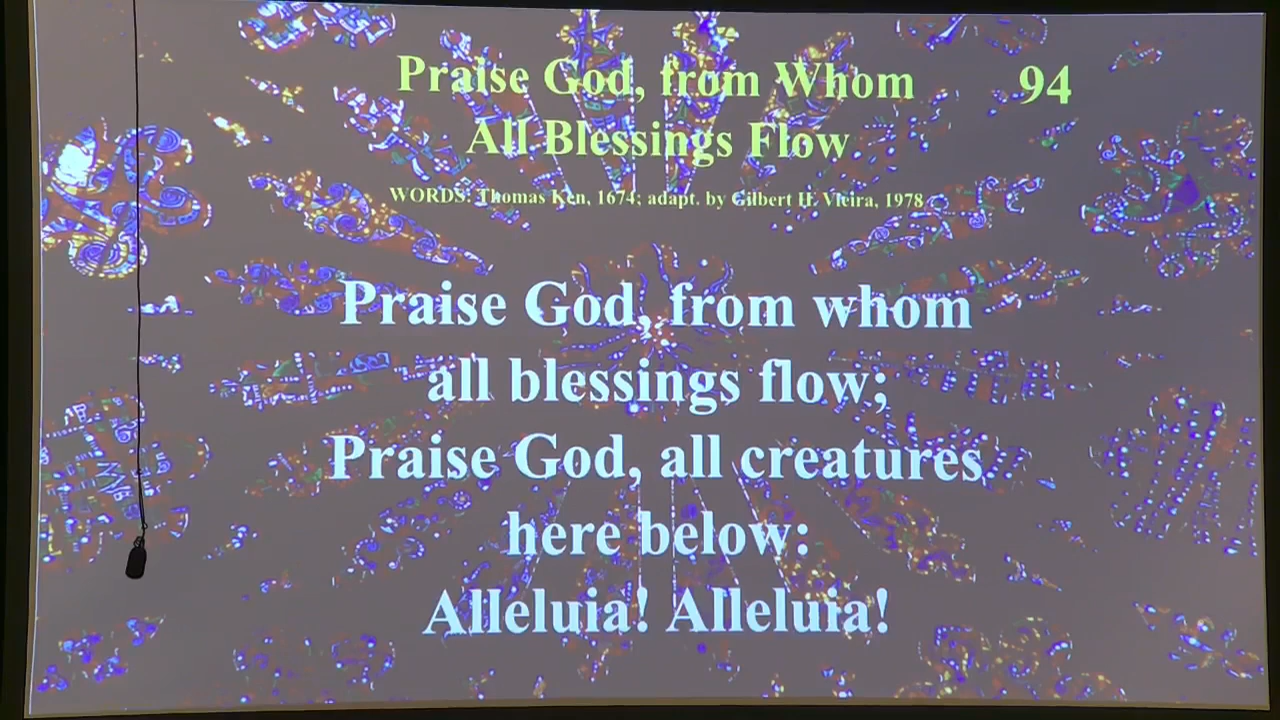 Praise God, from Whom 94
All Blessings Flow
WORDS: Thomas Ken, 1674; adapt. by Gilbert H. Vieira, 1978
Praise God, from whom
all blessings flow;
Praise God, all creatures
here below:
Alleluia! Alleluia!